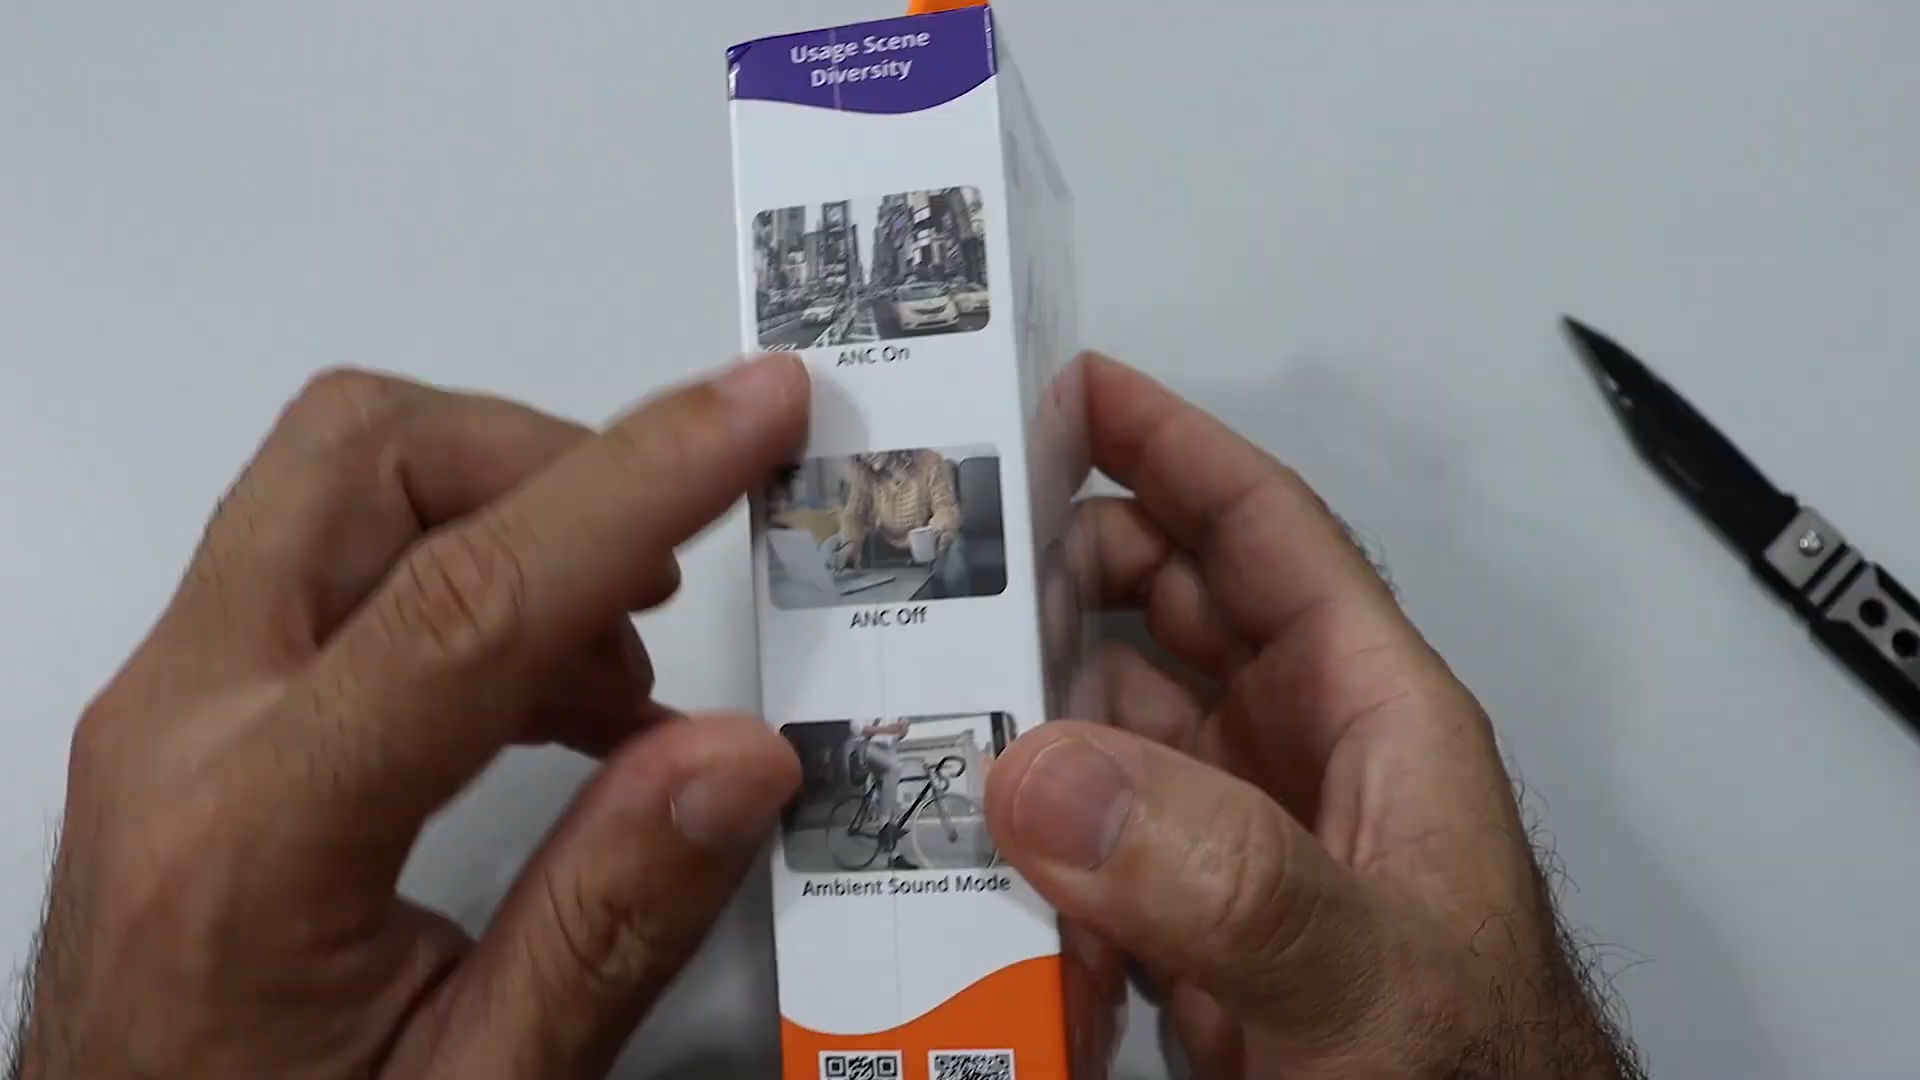 Usage Scene
Diversity
ANC On
ANC Off
Ambient Sound Mode